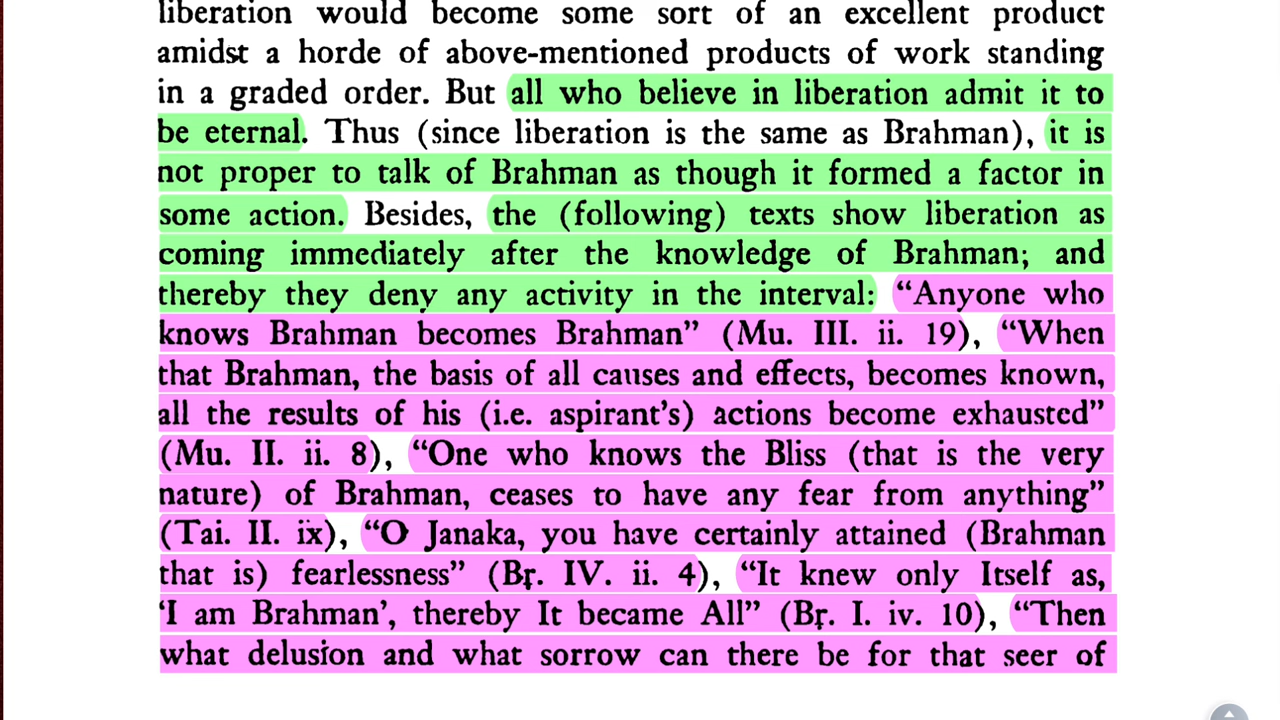 liberation would become some sort of an excellent product
amidst a horde of above-mentioned products of work standing
in a graded order. But all who believe in liberation admit it to
be eternal. Thus (since liberation is the same as Brahman), it is
not proper to talk of Brahman as though it formed a factor in
some action. Besides, the (following) texts show liberation as
coming immediately after the knowledge of Brahman; and
thereby they deny any activity in the interval: “Anyone who
knows Brahman becomes Brahman” (Mu. III. ii. 19), “When
that Brahman, the basis of all causes and effects, becomes known,
all the results of his (i.e. aspirant’s) actions become exhausted”
(Mu. II. ii. 8), “One who knows the Bliss (that is the very
nature) of Brahman, ceases to have any fear from anything”
(Tai. II. ix), “O Janaka, you have certainly attained (Brahman
that is) fearlessness” (Bṛ. IV. ii. 4), “It knew only Itself as,
‘I am Brahman’, thereby It became All” (Bṛ. I. iv. 10), “Then
what delusion and what sorrow can there be for that seer of